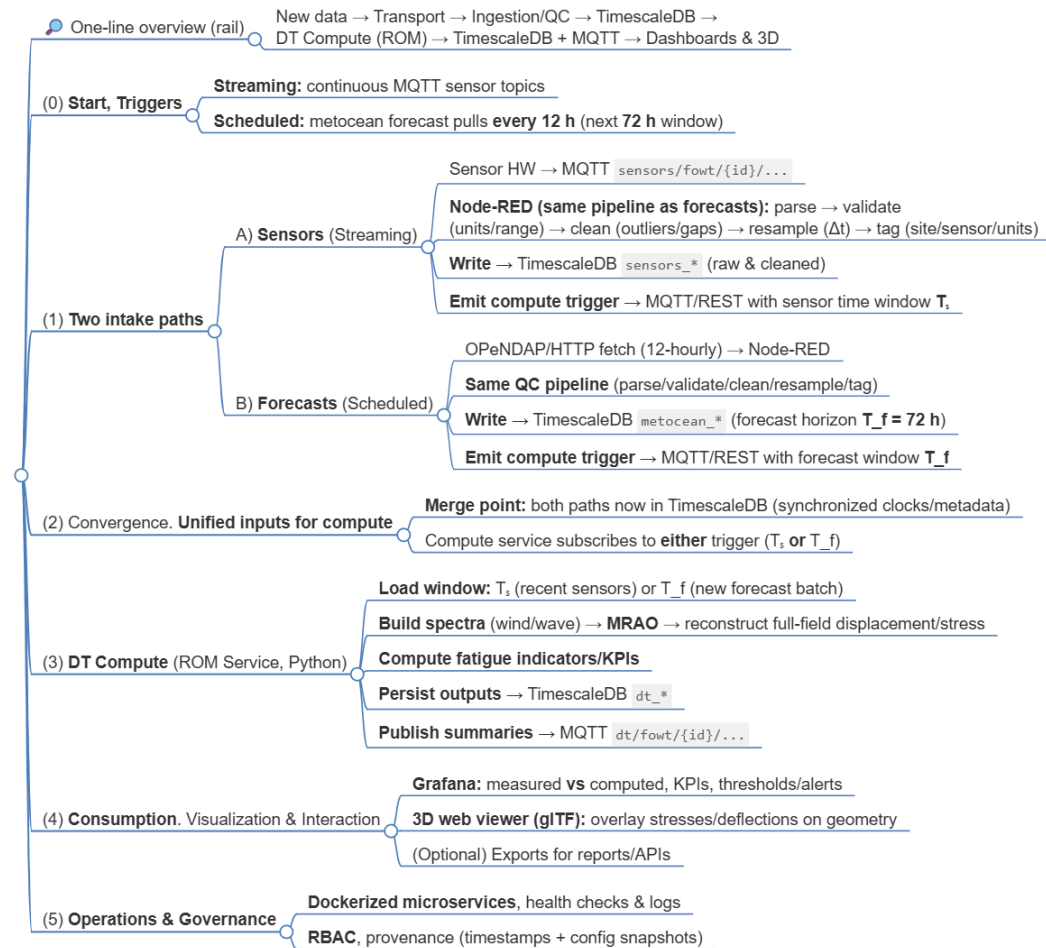 🔎 One-line overview (rail)
New data → Transport → Ingestion/QC → TimescaleDB →
DT Compute (ROM) → TimescaleDB + MQTT → Dashboards & 3D
(0) Start, Triggers
Streaming: continuous MQTT sensor topics
Scheduled: metocean forecast pulls every 12 h (next 72 h window)
(1) Two intake paths
A) Sensors (Streaming)
Sensor HW → MQTT sensors/fowt/{id}/...
Node-RED (same pipeline as forecasts): parse → validate
(units/range) → clean (outliers/gaps) → resample (Δt) → tag (site/sensor/units)
Write → TimescaleDB sensors_* (raw & cleaned)
Emit compute trigger → MQTT/REST with sensor time window Tₛ
B) Forecasts (Scheduled)
OPeNDAP/HTTP fetch (12-hourly) → Node-RED
Same QC pipeline (parse/validate/clean/resample/tag)
Write → TimescaleDB metocean_* (forecast horizon T_f = 72 h)
Emit compute trigger → MQTT/REST with forecast window T_f
(2) Convergence. Unified inputs for compute
Merge point: both paths now in TimescaleDB (synchronized clocks/metadata)
Compute service subscribes to either trigger (Tₛ or T_f)
(3) DT Compute (ROM Service, Python)
Load window: Tₛ (recent sensors) or T_f (new forecast batch)
Build spectra (wind/wave) → MRAO → reconstruct full-field displacement/stress
Compute fatigue indicators/KPIs
Persist outputs → TimescaleDB dt_*
Publish summaries → MQTT dt/fowt/{id}/...
(4) Consumption. Visualization & Interaction
Grafana: measured vs computed, KPIs, thresholds/alerts
3D web viewer (glTF): overlay stresses/deflections on geometry
(Optional) Exports for reports/APIs
(5) Operations & Governance
Dockerized microservices, health checks & logs
RBAC, provenance (timestamps + config snapshots)